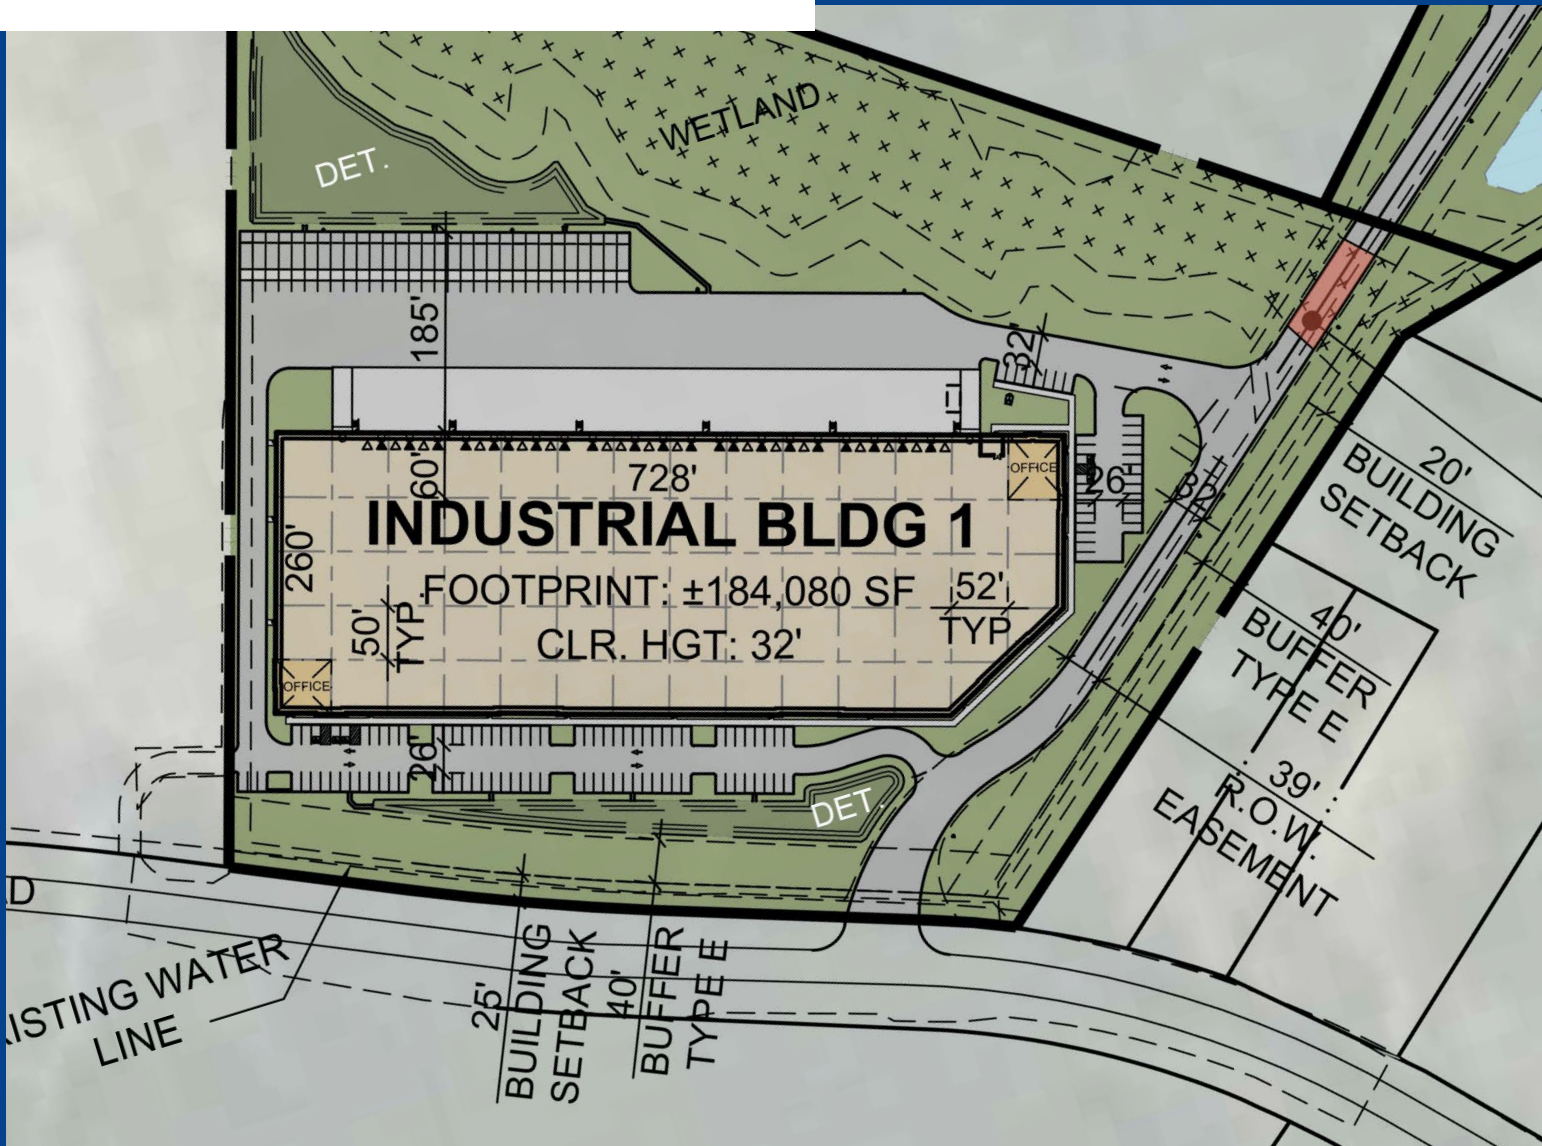 WETLAND
DET.
185'
32'
60'
728'
OFFICE
26'
32'
INDUSTRIAL BLDG 1
260'
FOOTPRINT: ±184,080 SF
52'
TYP
50'
TYP.
CLR. HGT: 32'
OFFICE
26'
DET.
20'
BUILDING
SETBACK
40'
BUFFER
TYPE E
39'
R.O.W.
EASEMENT
25'
BUILDING
SETBACK
40'
BUFFER
TYPE E
ISTING WATER
LINE